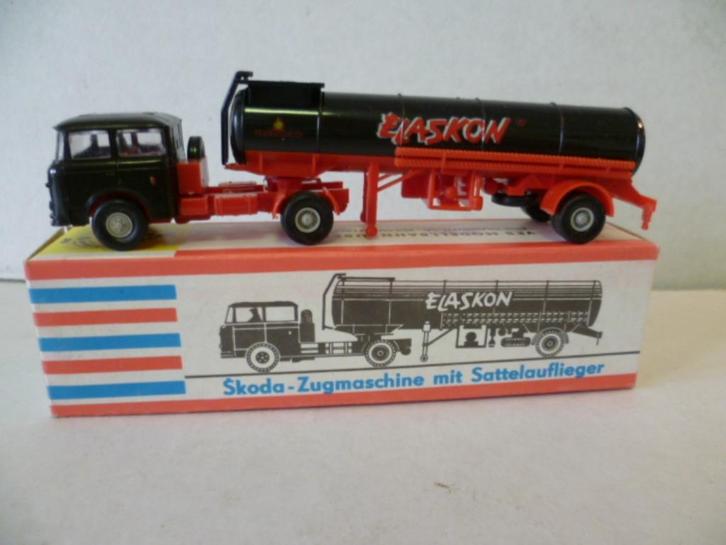 ELASKON
ELASKON
Škoda-Zugmaschine mit Sattelauflieger